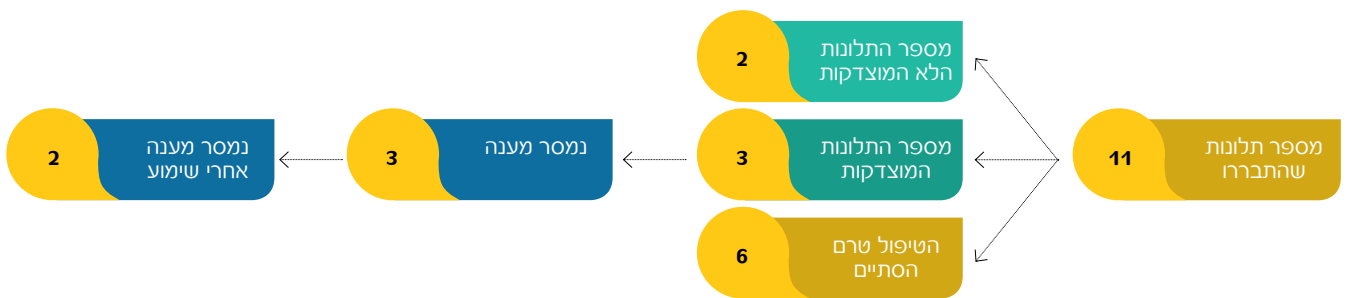 מספר תלונות
שהתבררו
11
מספר התלונות
הלא המוצדקות
2
מספר התלונות
המוצדקות
3
הטיפול טרם
הסתיים
6
נמסר מענה
3
נמסר מענה
אחרי שימוע
2